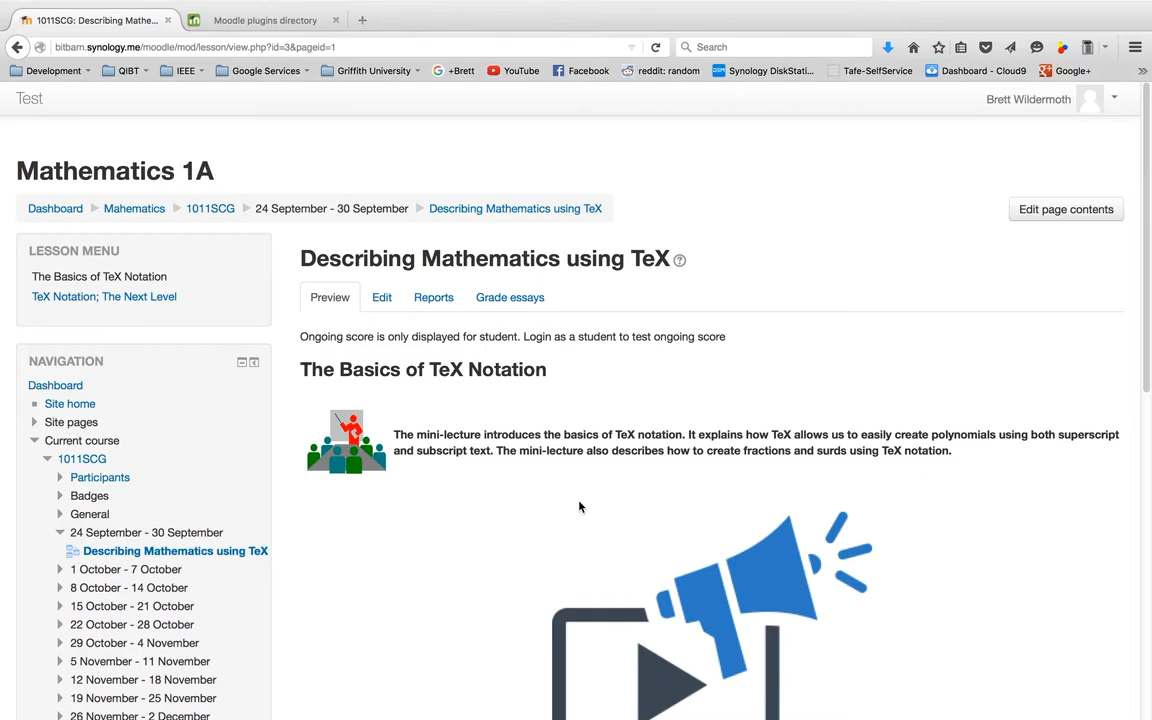 1011SCG: Describing Mathe...
Moodle plugins directory
bitbarn.synology.me/moodle/mod/lesson/view.php?id=3&pageid=1
Search
Development
QIBT
IEEE
Google Services
Griffith University
+Brett
YouTube
Facebook
reddit: random
DSM
Synology DiskStati...
Tafe-SelfService
Dashboard - Cloud9
Google+
Test
Brett Wildermoth
Mathematics 1A
Dashboard
Mahematics
1011SCG
24 September - 30 September
Describing Mathematics using TeX
Edit page contents
LESSON MENU
The Basics of TeX Notation
TeX Notation; The Next Level
NAVIGATION
Dashboard
Site home
Site pages
Current course
1011SCG
Participants
Badges
General
24 September - 30 September
Describing Mathematics using TeX
1 October - 7 October
8 October - 14 October
15 October - 21 October
22 October - 28 October
29 October - 4 November
5 November - 11 November
12 November - 18 November
19 November - 25 November
26 November - 2 December
Describing Mathematics using TeX
Preview
Edit
Reports
Grade essays
Ongoing score is only displayed for student. Login as a student to test ongoing score
The Basics of TeX Notation
The mini-lecture introduces the basics of TeX notation. It explains how TeX allows us to easily create polynomials using both superscript
and subscript text. The mini-lecture also describes how to create fractions and surds using TeX notation.